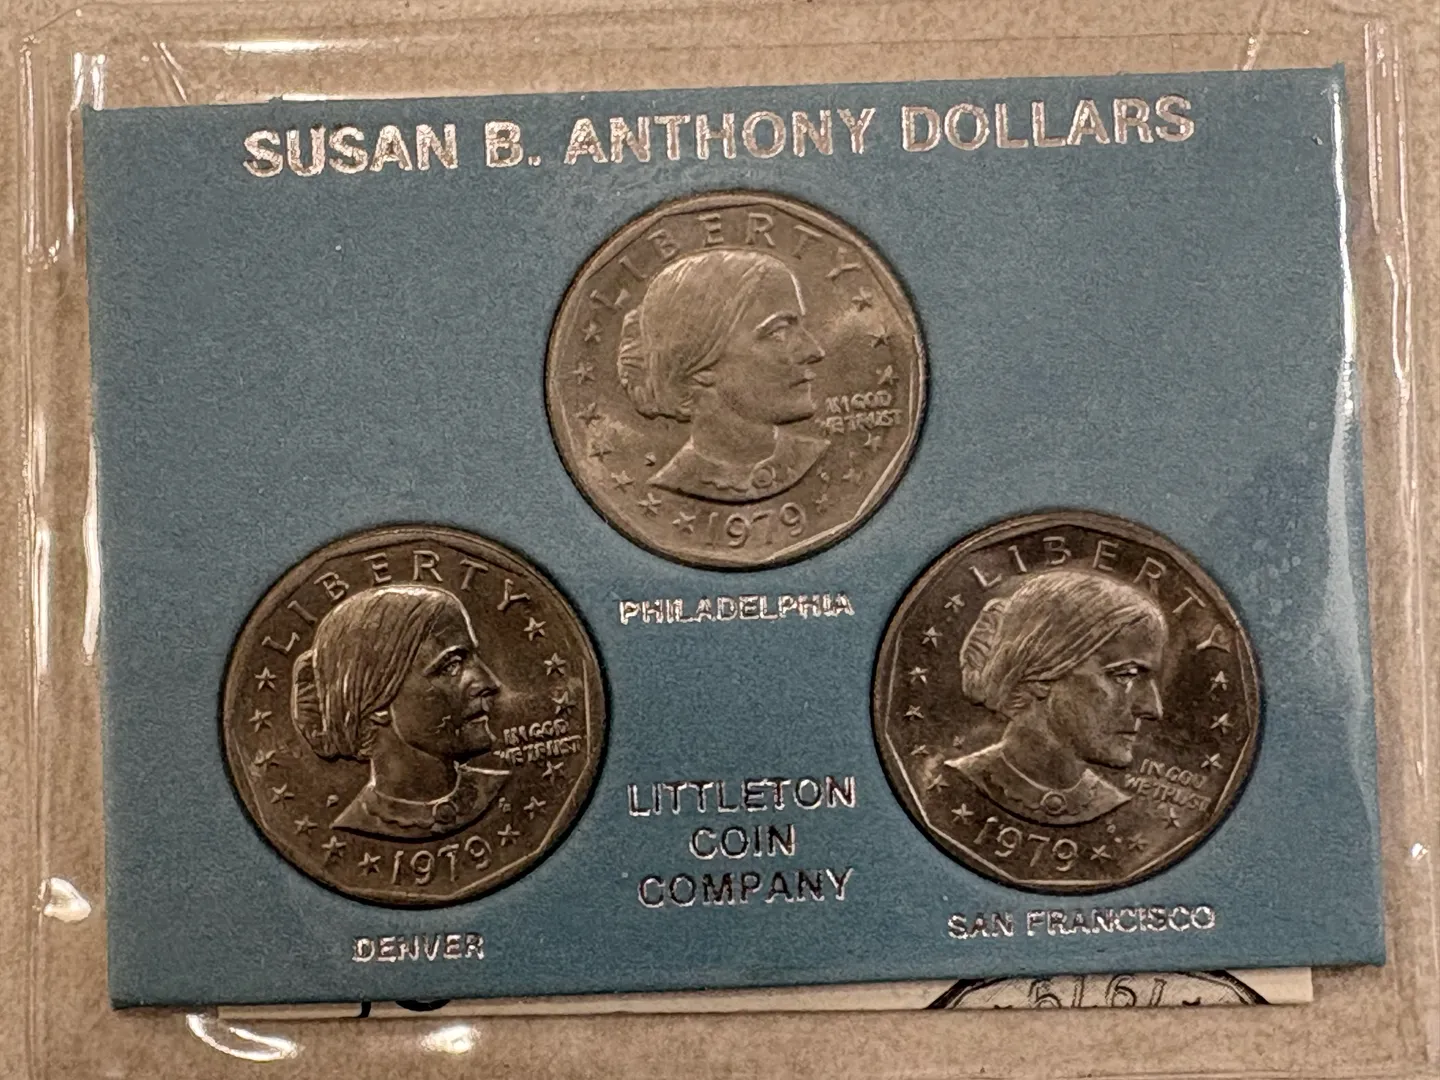 SUSAN B. ANTHONY DOLLARS
LIBERTY
IN GOD
WE TRUST
1979
PHILADELPHIA
LIBERTY
IN GOD
WE TRUST
1979
DENVER
LITTLETON
COIN
COMPANY
LIBERTY
IN GOD
WE TRUST
1979
SAN FRANCISCO
1979